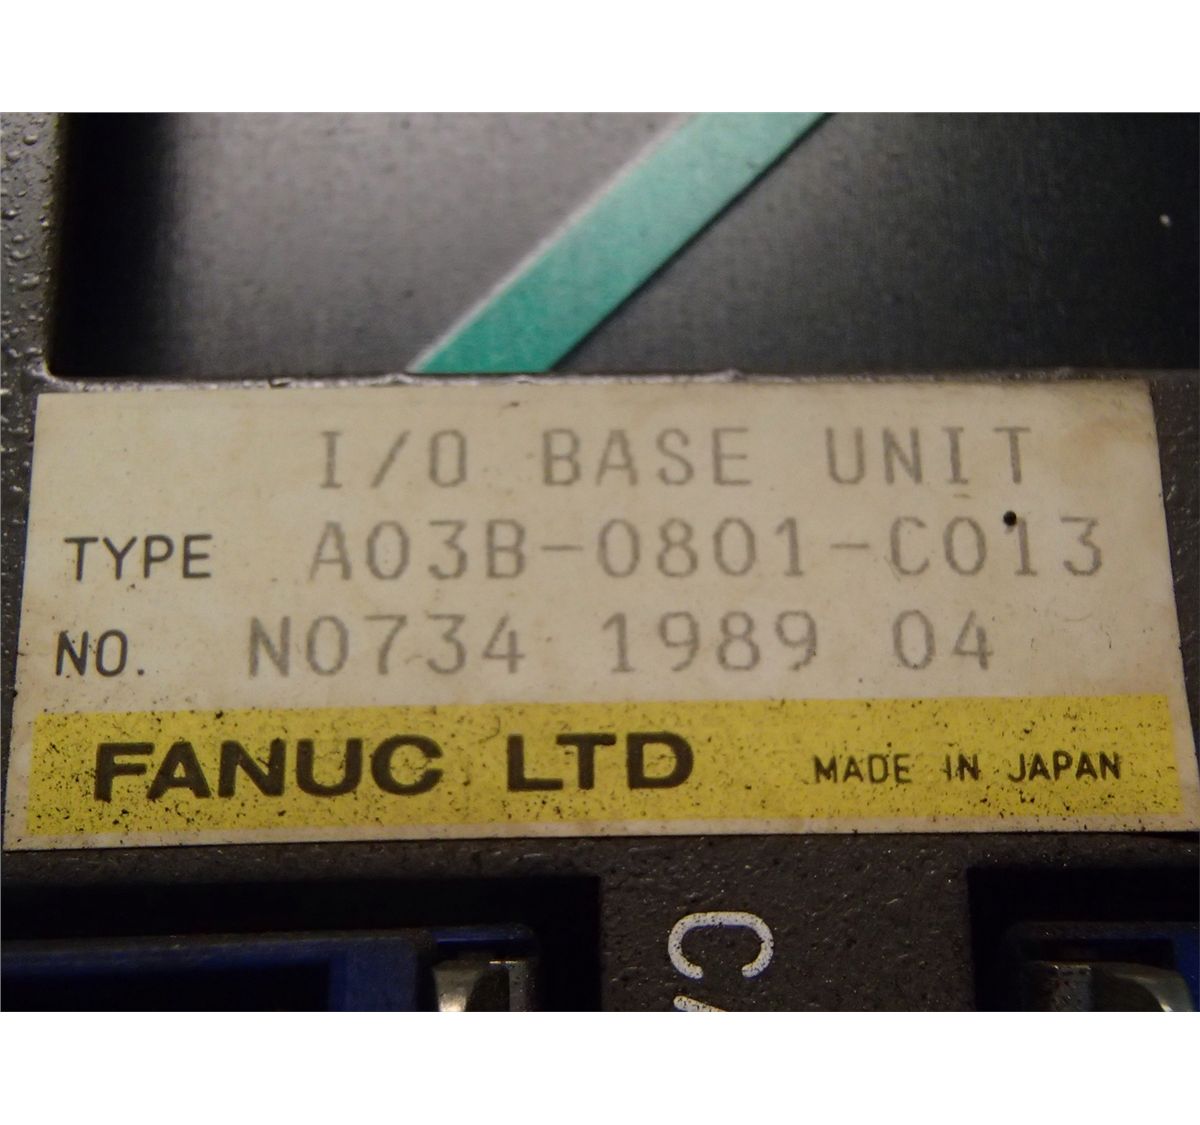 I/O BASE UNIT
TYPE A03B-0801-C013
NO. N0734 1989 04
FANUC LTD MADE IN JAPAN
C